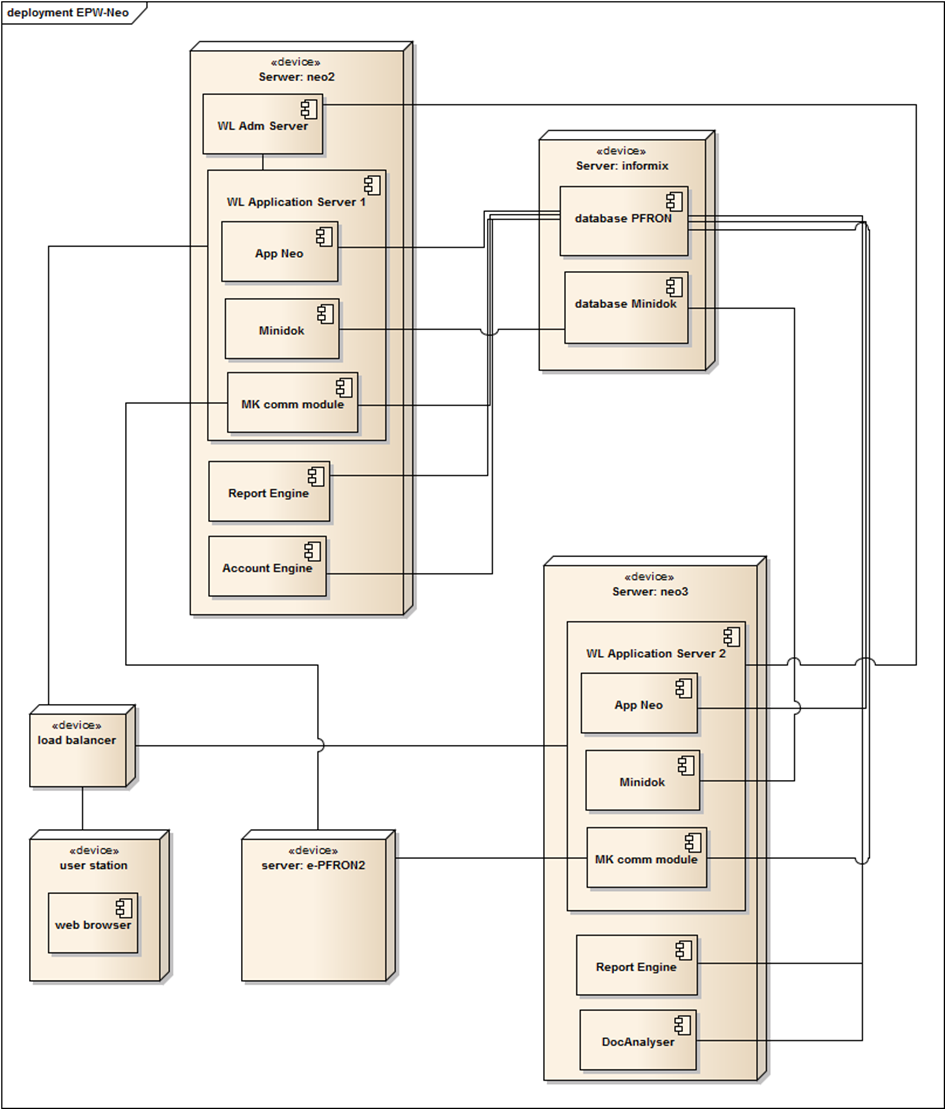 deployment EPW-Neo
«device»
Serwer: neo2
WL Adm Server
WL Application Server 1
App Neo
Minidok
MK comm module
Report Engine
Account Engine
«device»
Server: informix
database PFRON
database Minidok
«device»
Serwer: neo3
WL Application Server 2
App Neo
Minidok
MK comm module
Report Engine
DocAnalyser
«device»
load balancer
«device»
user station
web browser
«device»
server: e-PFRON2